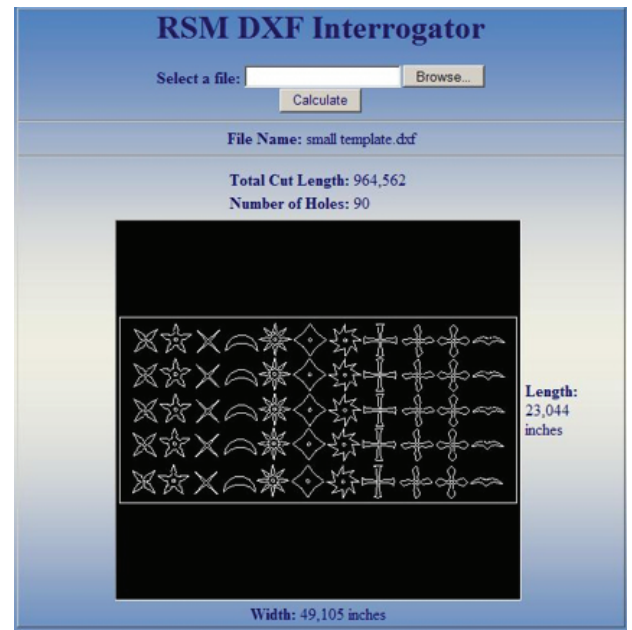 RSM DXF Interrogator
Select a file: Browse...
Calculate
File Name: small template.dxf
Total Cut Length: 964,562
Number of Holes: 90
Length:
23,044
inches
Width: 49,105 inches